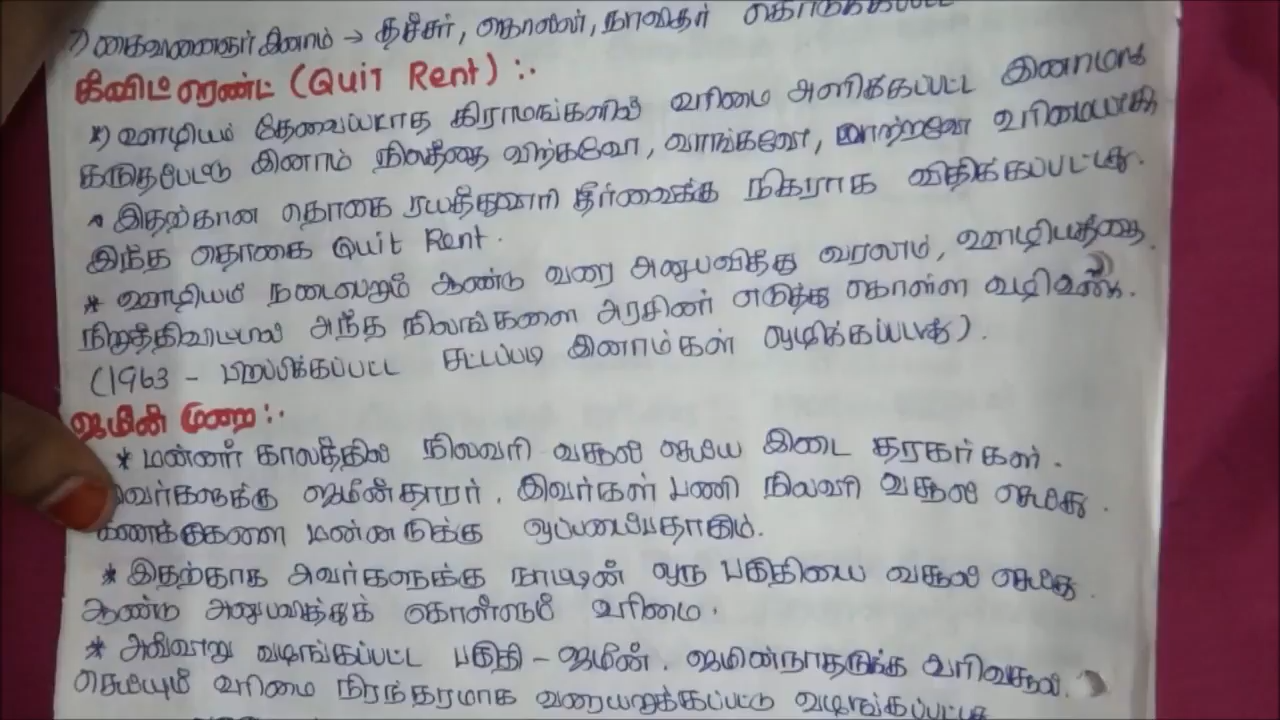 7) கைவினைஞர் இனாம் → தச்சர், கொல்லர், நாவிதர்
கிவிட் ரெண்ட் (Quit Rent) :-
*) ஊழியம் தேவைப்படாத கிராமங்களில் உரிமை அளிக்கப்பட்ட இனாமாக
கருதப்பட்டு இனாம் நிலத்தை விற்கவோ, வாங்கவோ, மாற்றவோ உரிமையாகி
* இதற்கான தொகை ரயத்துவாரி தீர்வைக்கு நிகராக விதிக்கப்பட்டது.
இந்த தொகை Quit Rent.
* ஊழியம் நடைபெறும் ஆண்டு வரை அனுபவித்து வரலாம், ஊழியத்தை
நிறுத்திவிட்டால் அந்த நிலங்களை அரசினர் எடுத்து கொள்ள வழிஉண்டு.
(1963 - பிறப்பிக்கப்பட்ட சட்டப்படி இனாம்கள் ஒழிக்கப்பட்டது).
ஜமீன் முறை :-
* மன்னர் காலத்தில் நிலவரி வசூல் செய்ய இடை தரகர்கள்.
இவர்களுக்கு ஜமீன்தாரர். இவர்கள் பணி நிலவரி வசூல் செய்து.
கணக்குகளை மன்னருக்கு ஒப்படைப்பதாகும்.
* இதற்காக அவர்களுக்கு நாட்டின் ஒரு பகுதியை வசூல் செய்து.
ஆண்டு அனுபவித்துக் கொள்ளும் உரிமை.
* அவ்வாறு வழங்கப்பட்ட பகுதி - ஜமீன். ஜமின்நாதருக்கு வரிவசூல்.
செய்யும் உரிமை நிரந்தரமாக வரையறுக்கப்பட்டு வழங்கப்பட்டது